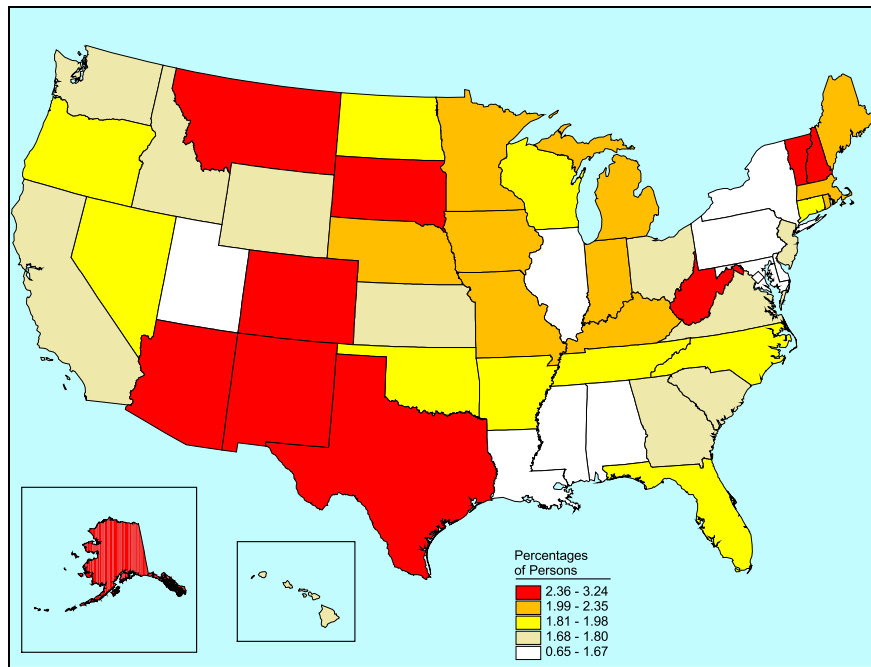 Percentages
of Persons
2.36 - 3.24
1.99 - 2.35
1.81 - 1.98
1.68 - 1.80
0.65 - 1.67